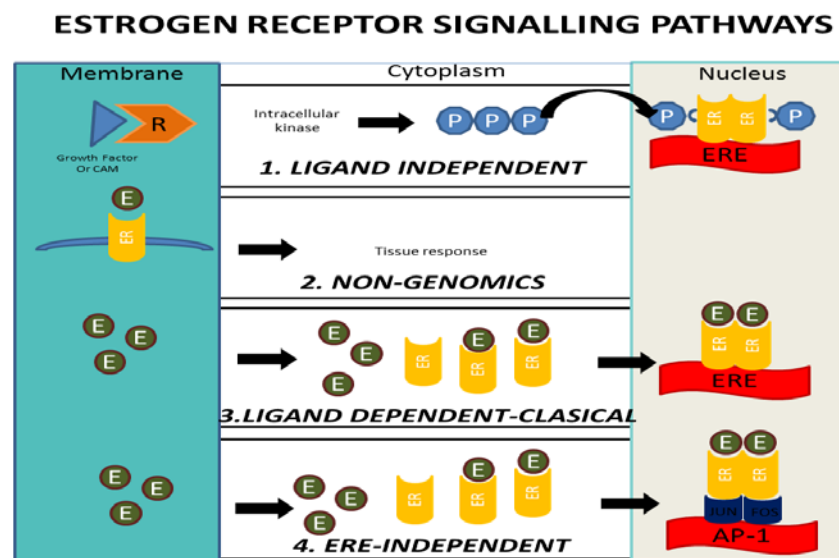 ESTROGEN RECEPTOR SIGNALLING PATHWAYS
Membrane
Cytoplasm
Nucleus
R
Growth Factor
Or CAM
Intracellular
kinase
P P P
1. LIGAND INDEPENDENT
P ER ER P
ERE
E
ER
Tissue response
2. NON-GENOMICS
E E E
E E E
ER
E E
ER ER
3.LIGAND DEPENDENT-CLASICAL
E E
ER ER
ERE
E E E
E E E
ER
E E
ER ER
4. ERE-INDEPENDENT
E E
ER ER
JUN FOS
AP-1